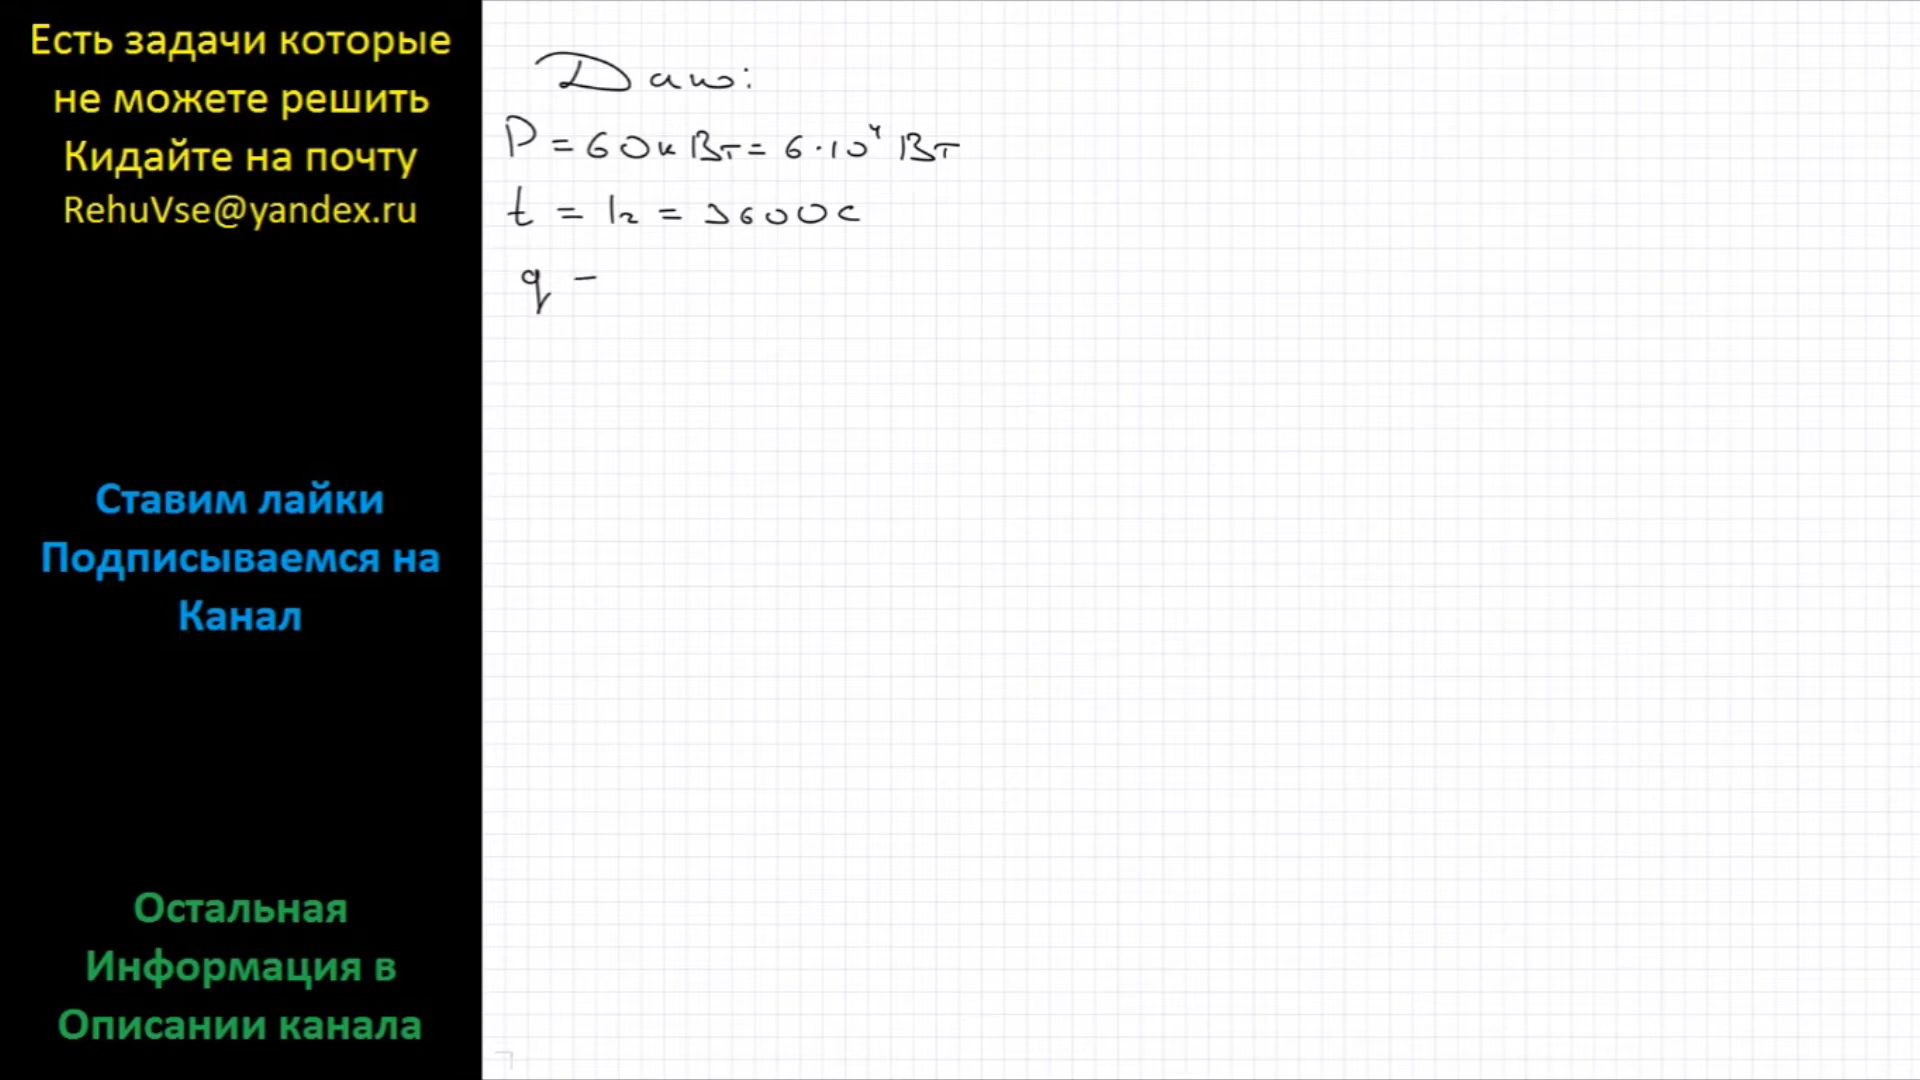 Есть задачи которые
не можете решить
Кидайте на почту
RehuVse@yandex.ru
Ставим лайки
Подписываемся на
Канал
Остальная
Информация в
Описании канала
Дано:
P = 60кВт = 6·10⁴ Вт
t = 1ч = 3600с
q -